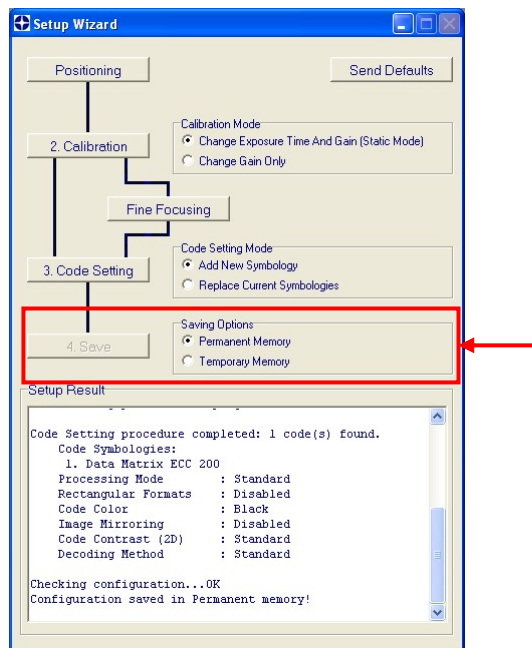 Setup Wizard
Positioning
Send Defaults
2. Calibration
Calibration Mode
Change Exposure Time And Gain (Static Mode)
Change Gain Only
Fine Focusing
3. Code Setting
Code Setting Mode
Add New Symbology
Replace Current Symbologies
4. Save
Saving Options
Permanent Memory
Temporary Memory
Setup Result
Code Setting procedure completed: 1 code(s) found.
Code Symbologies:
1. Data Matrix ECC 200
Processing Mode : Standard
Rectangular Formats : Disabled
Code Color : Black
Image Mirroring : Disabled
Code Contrast (2D) : Standard
Decoding Method : Standard
Checking configuration...OK
Configuration saved in Permanent memory!